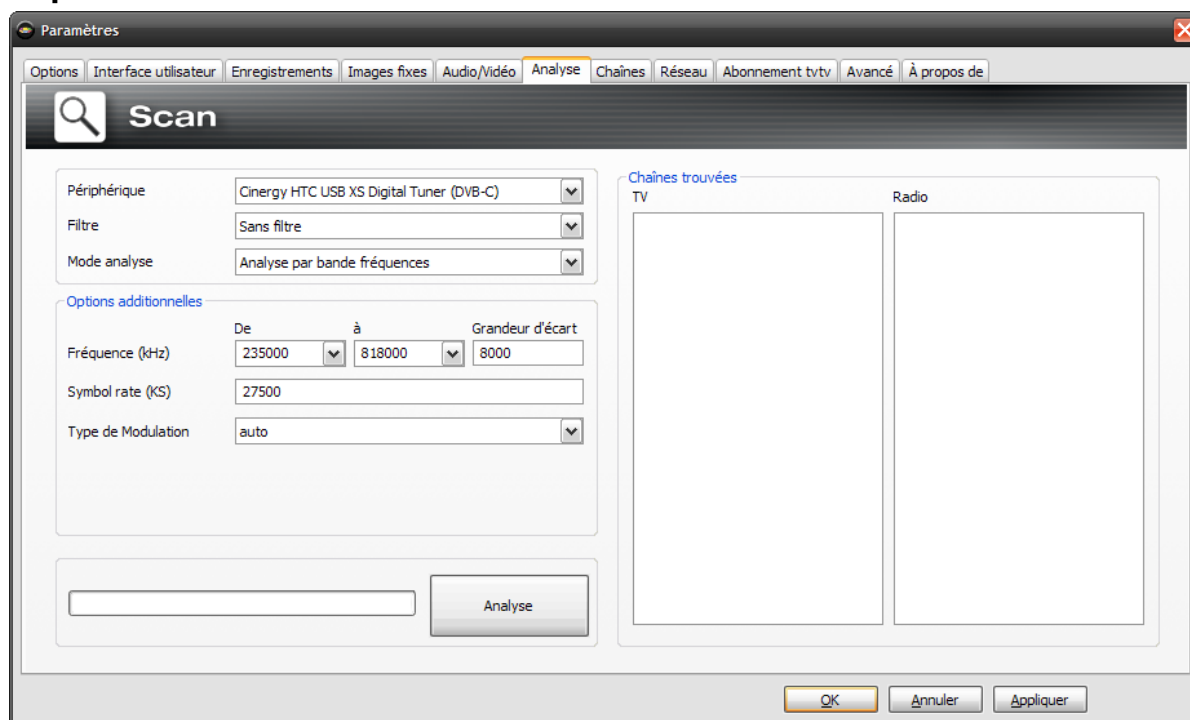 Paramètres
Options Interface utilisateur Enregistrements Images fixes Audio/Vidéo Analyse Chaînes Réseau Abonnement tvtv Avancé À propos de
Scan
Périphérique Cinergy HTC USB XS Digital Tuner (DVB-C)
Filtre Sans filtre
Mode analyse Analyse par bande fréquences
Options additionnelles
De à Grandeur d'écart
Fréquence (kHz) 235000 818000 8000
Symbol rate (KS) 27500
Type de Modulation auto
Analyse
Chaînes trouvées
TV Radio
OK Annuler Appliquer